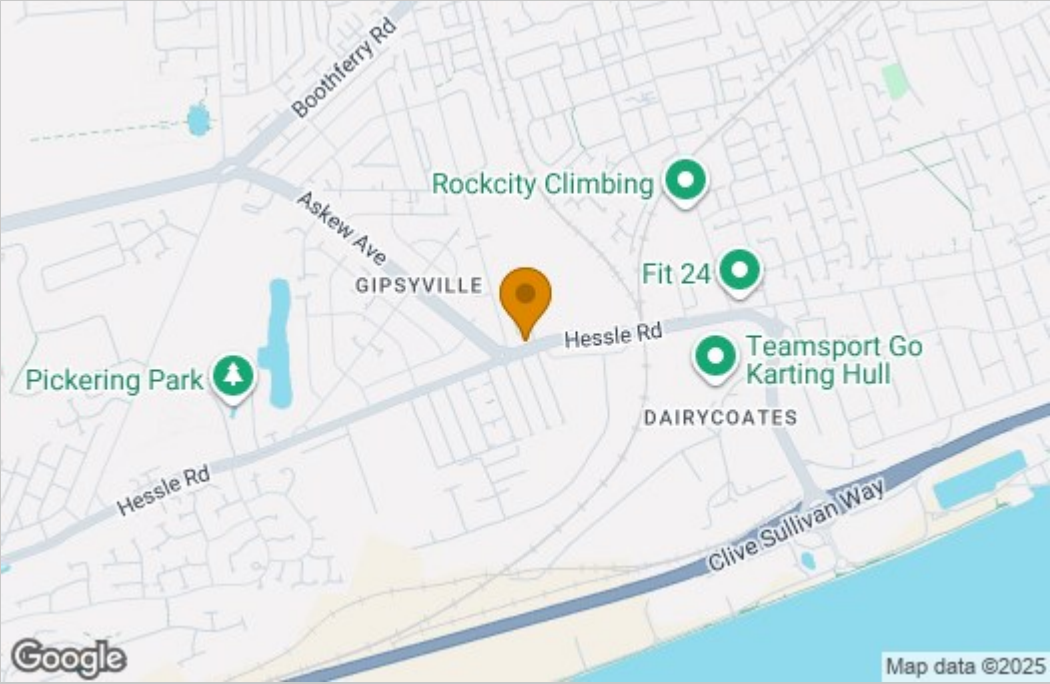 Boothferry Rd
Rockcity Climbing
Askew Ave
Fit 24
GIPSYVILLE
Hessle Rd
Teamsport Go
Karting Hull
Pickering Park
DAIRYCOATES
Hessle Rd
Clive Sullivan Way
Google
Map data ©2025